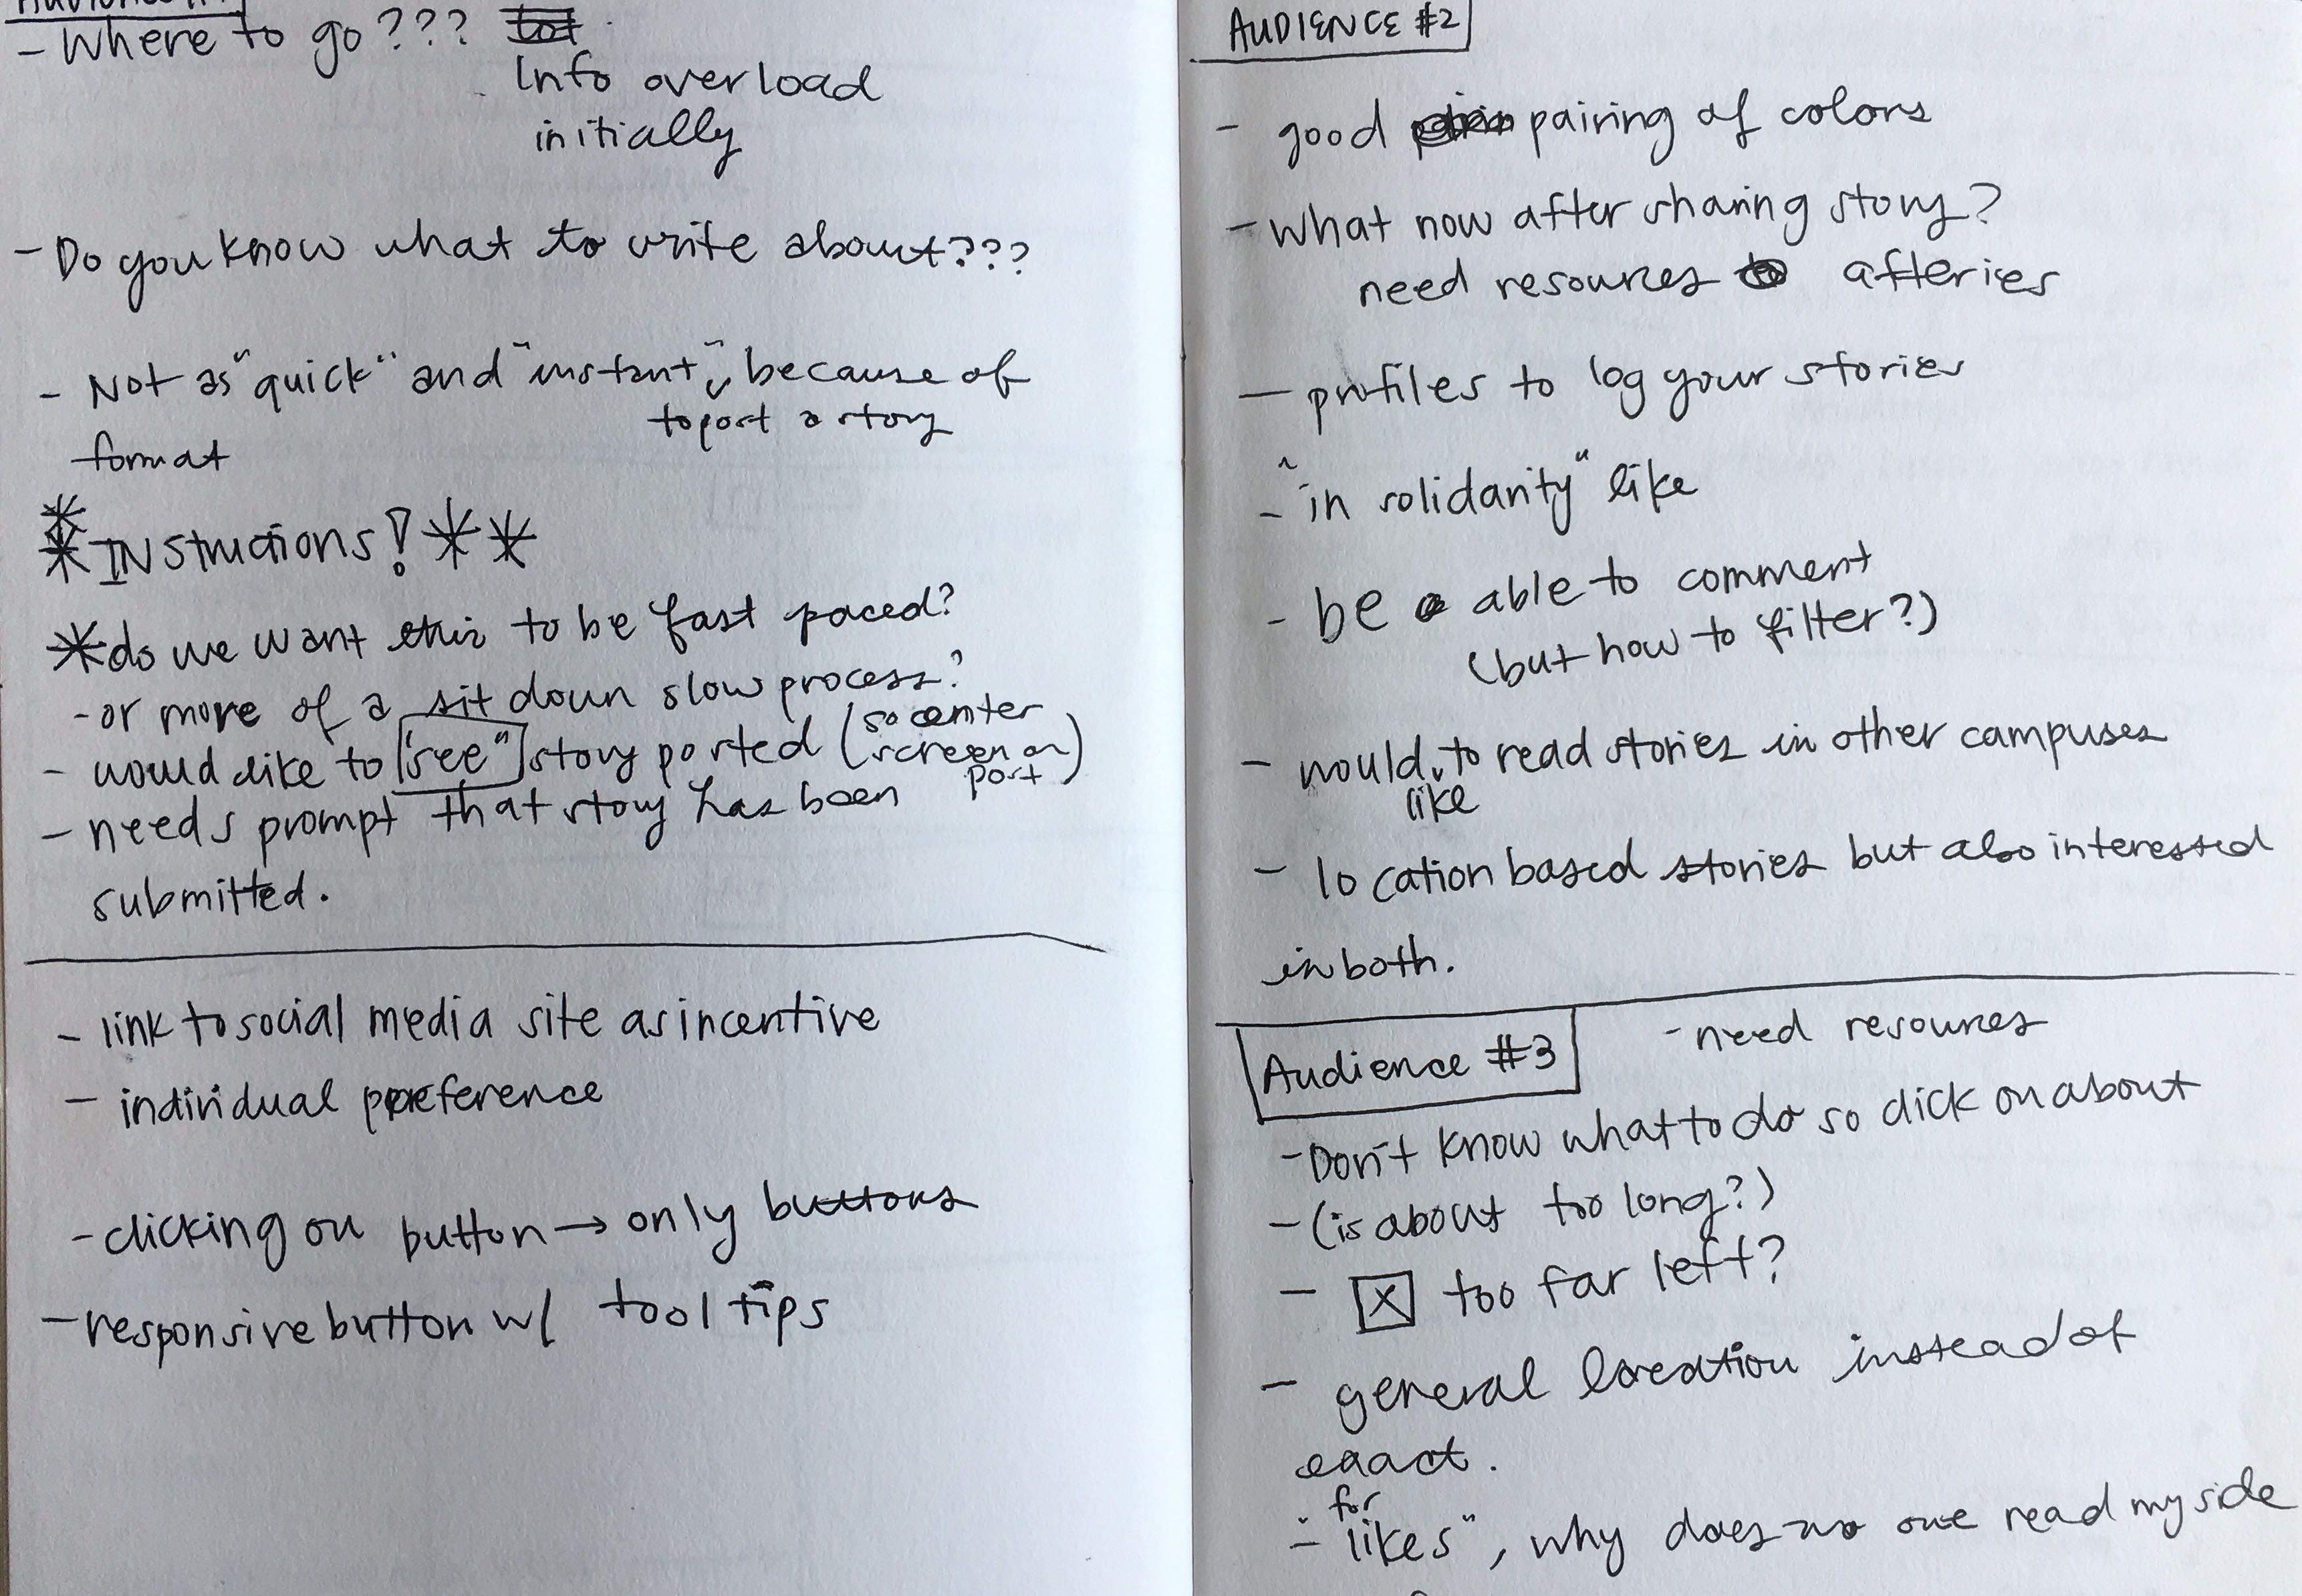 - Where to go???
Info overload
initially
- Do you know what to write about???
- Not as "quick" and "instant", because of
to post a story
format
** INStructions! **
* do we want this to be fast paced?
- or more of a sit down slow process?
- would like to "see" story posted (so center
screen on
post)
- needs prompt that story has been
submitted.
- link to social media site as incentive
- individual preference
- clicking on button → only buttons
- responsive button w/ tool tips
AUDIENCE #2
- good pairing of colors
- What now after sharing story?
need resources afteries
- profiles to log your stories
- "in solidarity" like
- be able to comment
(but how to filter?)
- would to read stories in other campuses
like
- location based stories but also interested
in both.
Audience #3
- need resources
- Don't know what to do so click on about
- (is about too long?)
- X too far left?
- general location instead of
exact.
for
- "likes", why does no one read my side